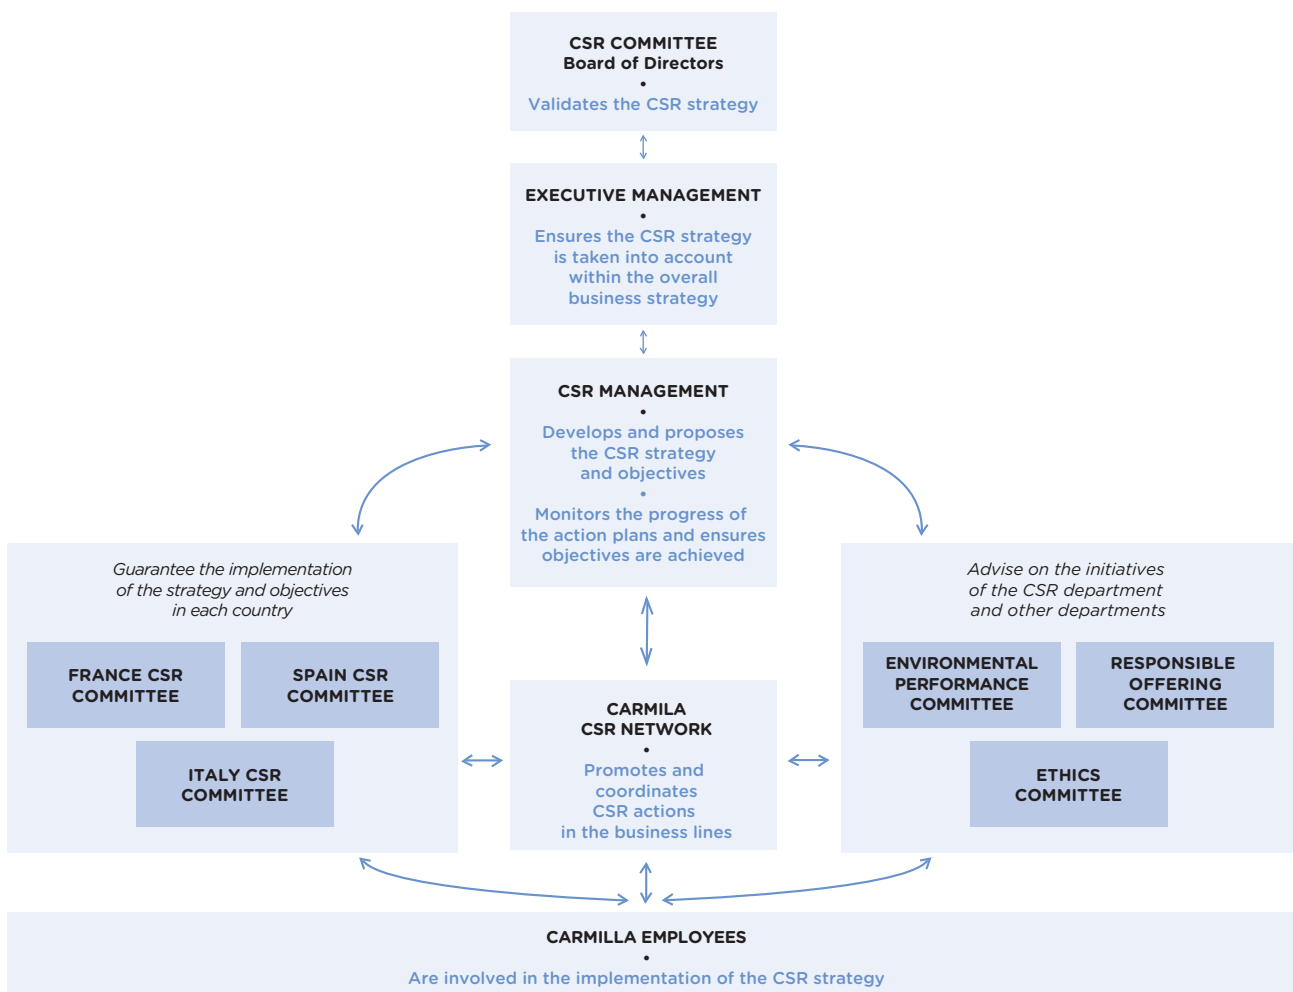 CSR COMMITTEE
Board of Directors
•
Validates the CSR strategy
EXECUTIVE MANAGEMENT
•
Ensures the CSR strategy
is taken into account
within the overall
business strategy
CSR MANAGEMENT
•
Develops and proposes
the CSR strategy
and objectives
•
Monitors the progress of
the action plans and ensures
objectives are achieved
Guarantee the implementation
of the strategy and objectives
in each country
FRANCE CSR
COMMITTEE
SPAIN CSR
COMMITTEE
ITALY CSR
COMMITTEE
CARMILA
CSR NETWORK
•
Promotes and
coordinates
CSR actions
in the business lines
Advise on the initiatives
of the CSR department
and other departments
ENVIRONMENTAL
PERFORMANCE
COMMITTEE
RESPONSIBLE
OFFERING
COMMITTEE
ETHICS
COMMITTEE
CARMILLA EMPLOYEES
•
Are involved in the implementation of the CSR strategy